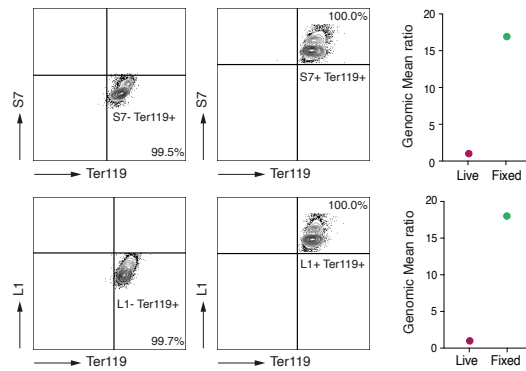 S7
S7- Ter119+
99.5%
Ter119
100.0%
S7
S7+ Ter119+
Ter119
Genomic Mean ratio
20
15
10
5
0
Live Fixed
L1
L1- Ter119+
99.7%
Ter119
100.0%
L1
L1+ Ter119+
Ter119
Genomic Mean ratio
20
15
10
5
0
Live Fixed